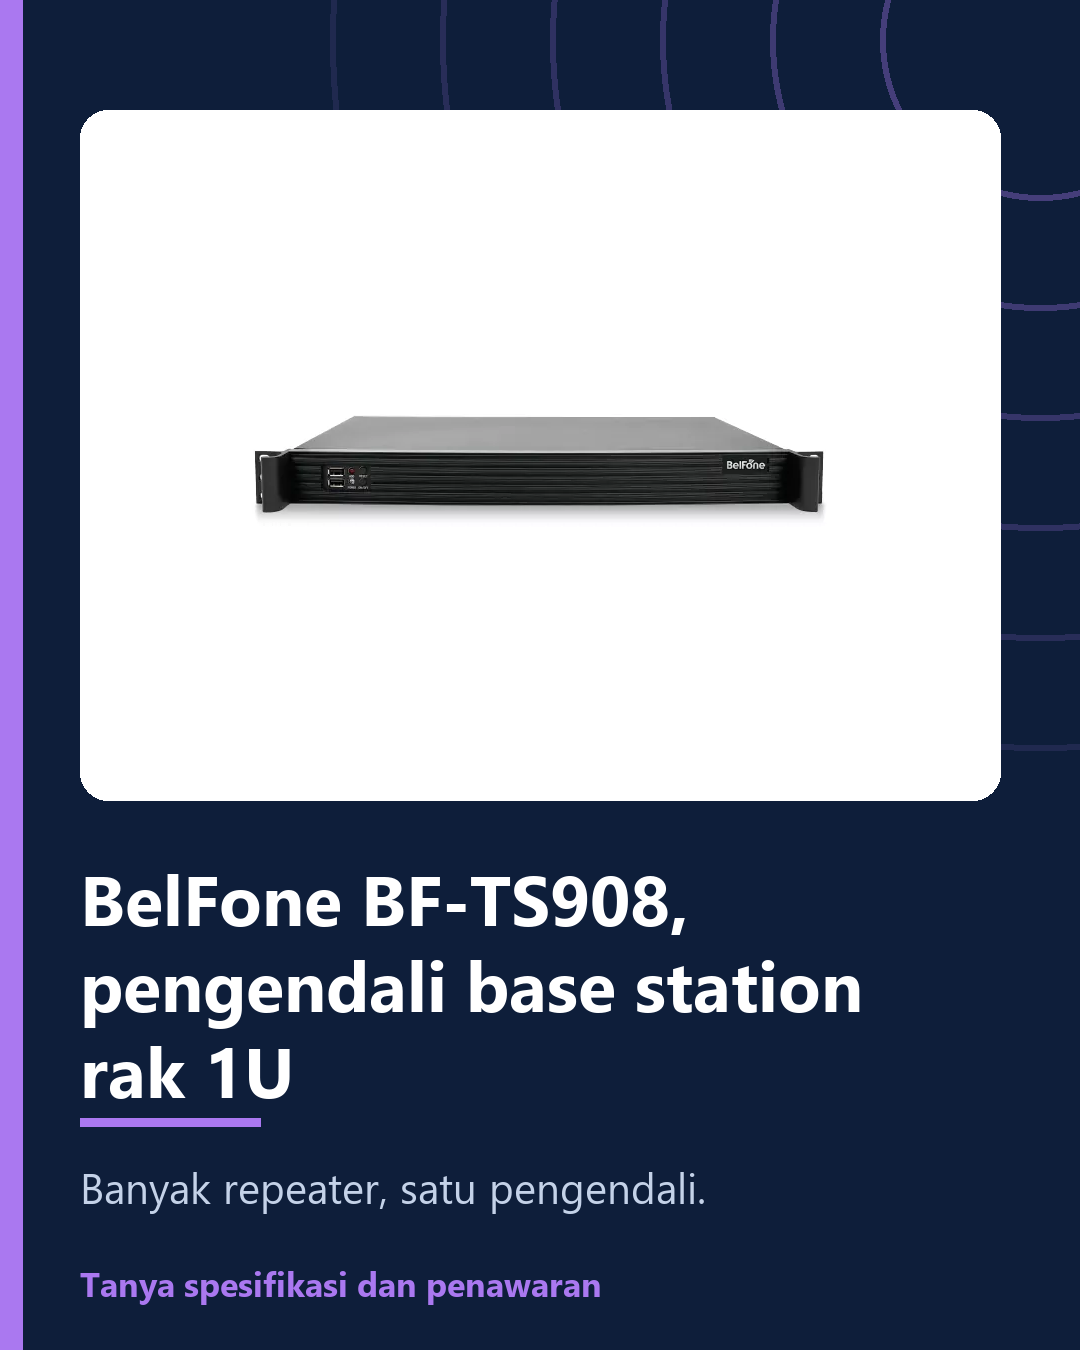 BelFone
BelFone BF-TS908,
pengendali base station
rak 1U
Banyak repeater, satu pengendali.
Tanya spesifikasi dan penawaran